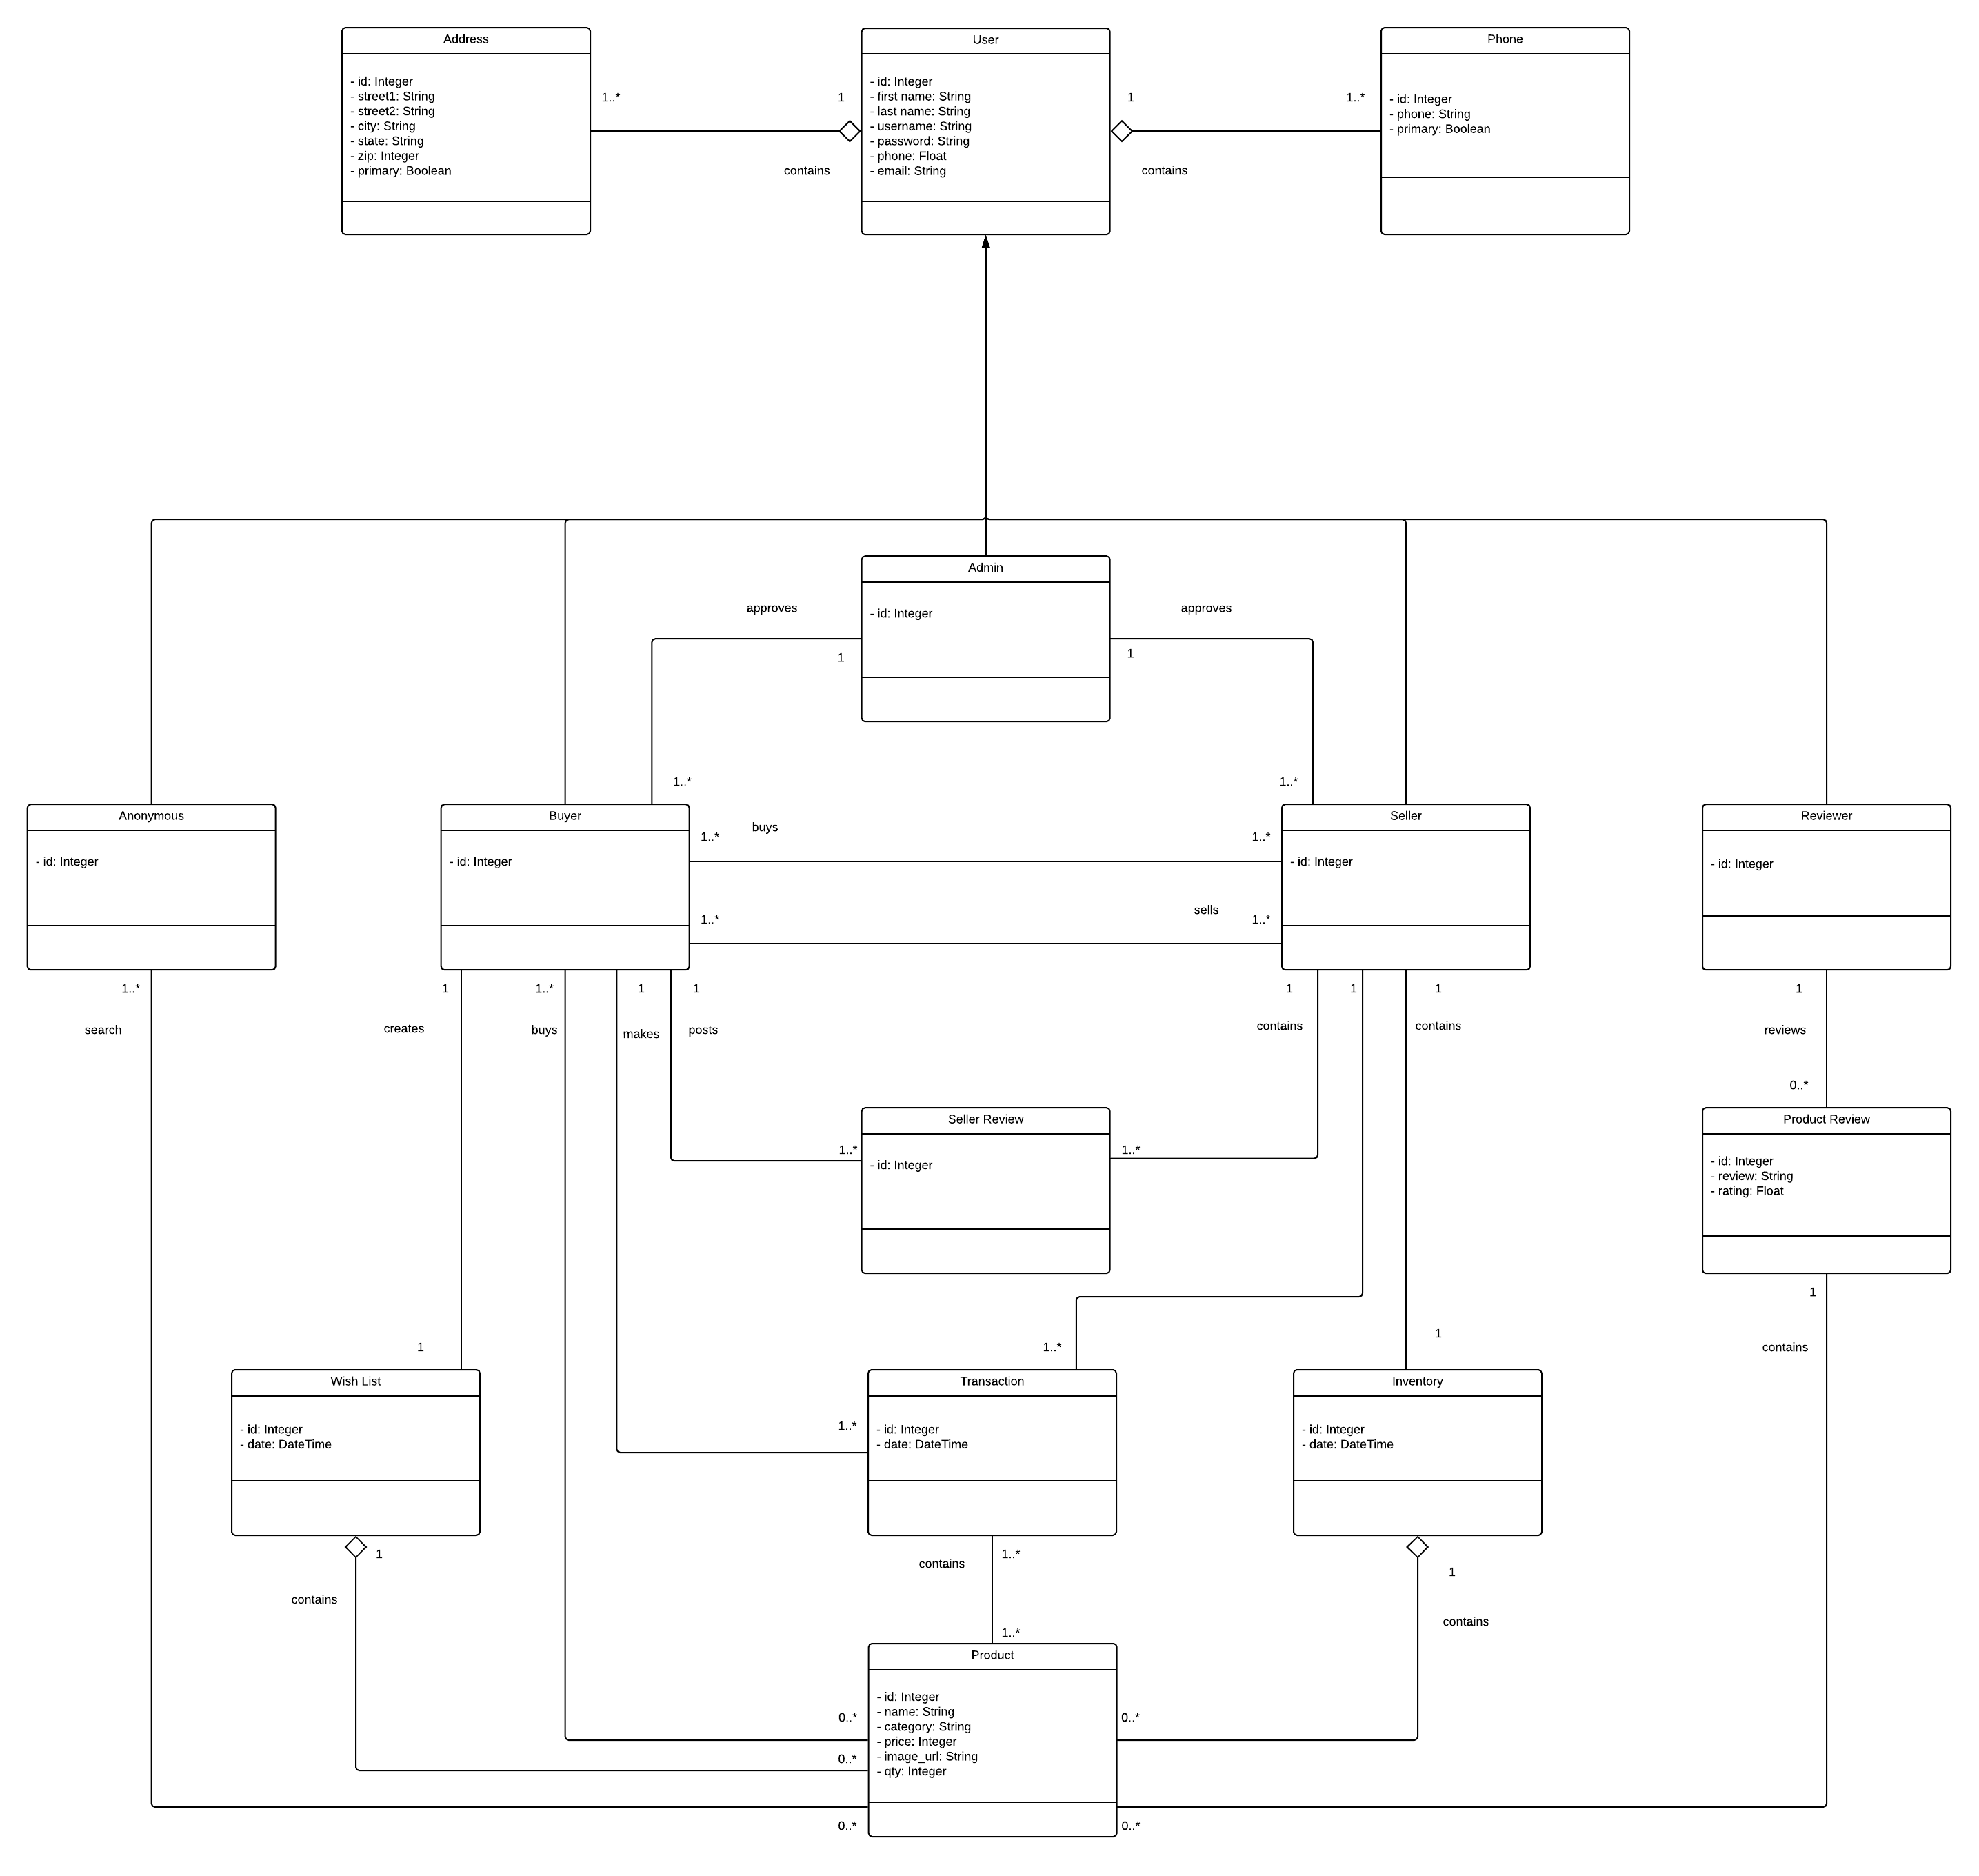 Address
- id: Integer
- street1: String
- street2: String
- city: String
- state: String
- zip: Integer
- primary: Boolean
1..*
1
contains
User
- id: Integer
- first name: String
- last name: String
- username: String
- password: String
- phone: Float
- email: String
1
1..*
contains
Phone
- id: Integer
- phone: String
- primary: Boolean
Admin
- id: Integer
approves
approves
1
1
1..*
1..*
Anonymous
- id: Integer
Buyer
- id: Integer
1..*
buys
1..*
1..*
sells
1..*
Seller
- id: Integer
Reviewer
- id: Integer
1..*
search
1
creates
1..*
buys
1
makes
1
posts
1
contains
1
1
contains
1
reviews
0..*
Seller Review
- id: Integer
1..*
1..*
Product Review
- id: Integer
- review: String
- rating: Float
1
contains
1
1..*
1
Wish List
- id: Integer
- date: DateTime
1..*
Transaction
- id: Integer
- date: DateTime
Inventory
- id: Integer
- date: DateTime
1
contains
contains
1..*
1..*
1
contains
Product
- id: Integer
- name: String
- category: String
- price: Integer
- image_url: String
- qty: Integer
0..*
0..*
0..*
0..*
0..*